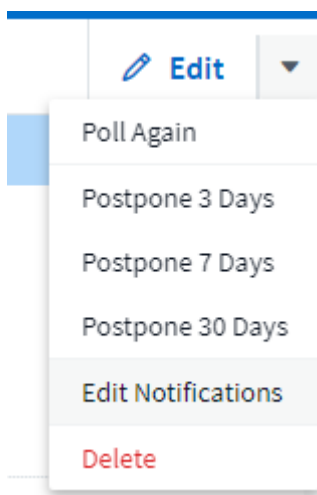 Edit
Poll Again
Postpone 3 Days
Postpone 7 Days
Postpone 30 Days
Edit Notifications
Delete